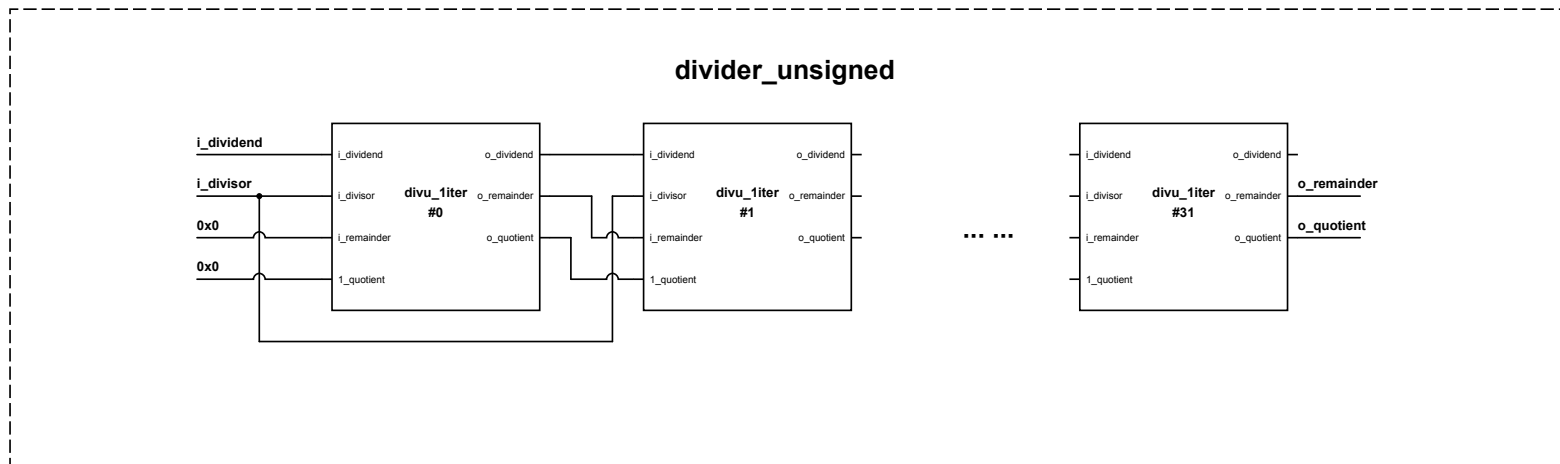 divider_unsigned
i_dividend
i_divisor
0x0
0x0
i_dividend
i_divisor
i_remainder
1_quotient
divu_1iter
#0
o_dividend
o_remainder
o_quotient
i_dividend
i_divisor
i_remainder
1_quotient
divu_1iter
#1
o_dividend
o_remainder
o_quotient
... ...
i_dividend
i_divisor
i_remainder
1_quotient
divu_1iter
#31
o_dividend
o_remainder
o_quotient
o_remainder
o_quotient